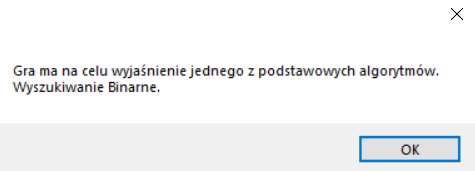 Gra ma na celu wyjaśnienie jednego z podstawowych algorytmów.
Wyszukiwanie Binarne.
OK